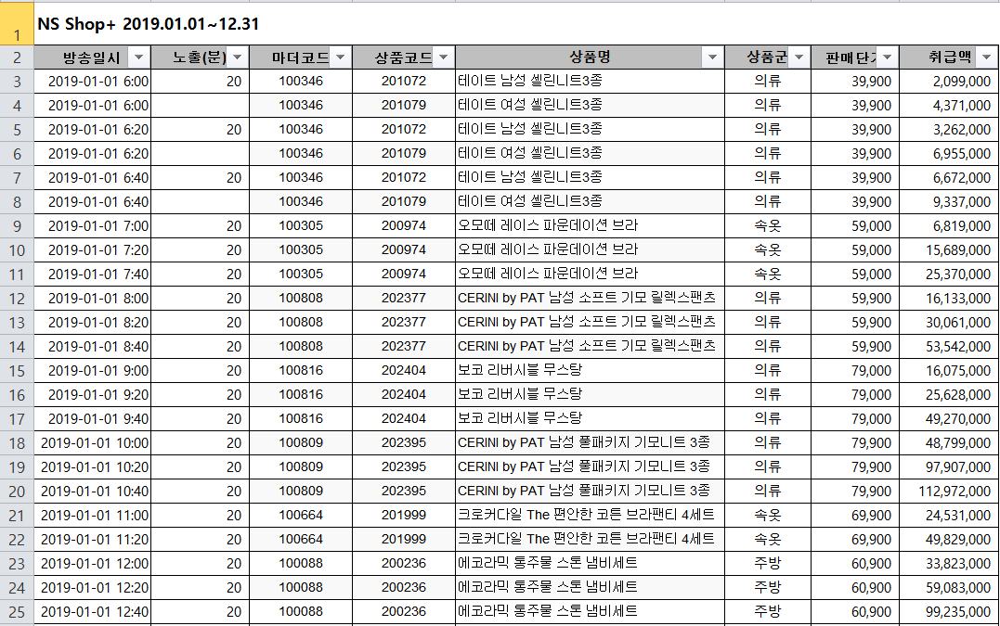 1 NS Shop+ 2019.01.01~12.31
2 방송일시 노출(분) 마더코드 상품코드 상품명 상품군 판매단가 취급액
3 2019-01-01 6:00 20 100346 201072 테이트 남성 셀린니트3종 의류 39,900 2,099,000
4 2019-01-01 6:00 100346 201079 테이트 여성 셀린니트3종 의류 39,900 4,371,000
5 2019-01-01 6:20 20 100346 201072 테이트 남성 셀린니트3종 의류 39,900 3,262,000
6 2019-01-01 6:20 100346 201079 테이트 여성 셀린니트3종 의류 39,900 6,955,000
7 2019-01-01 6:40 20 100346 201072 테이트 남성 셀린니트3종 의류 39,900 6,672,000
8 2019-01-01 6:40 100346 201079 테이트 여성 셀린니트3종 의류 39,900 9,337,000
9 2019-01-01 7:00 20 100305 200974 오모떼 레이스 파운데이션 브라 속옷 59,000 6,819,000
10 2019-01-01 7:20 20 100305 200974 오모떼 레이스 파운데이션 브라 속옷 59,000 15,689,000
11 2019-01-01 7:40 20 100305 200974 오모떼 레이스 파운데이션 브라 속옷 59,000 25,370,000
12 2019-01-01 8:00 20 100808 202377 CERINI by PAT 남성 소프트 기모 릴렉스팬츠 의류 59,900 16,133,000
13 2019-01-01 8:20 20 100808 202377 CERINI by PAT 남성 소프트 기모 릴렉스팬츠 의류 59,900 30,061,000
14 2019-01-01 8:40 20 100808 202377 CERINI by PAT 남성 소프트 기모 릴렉스팬츠 의류 59,900 53,542,000
15 2019-01-01 9:00 20 100816 202404 보코 리버시블 무스탕 의류 79,000 16,075,000
16 2019-01-01 9:20 20 100816 202404 보코 리버시블 무스탕 의류 79,000 25,628,000
17 2019-01-01 9:40 20 100816 202404 보코 리버시블 무스탕 의류 79,000 49,270,000
18 2019-01-01 10:00 20 100809 202395 CERINI by PAT 남성 풀패키지 기모니트 3종 의류 79,900 48,799,000
19 2019-01-01 10:20 20 100809 202395 CERINI by PAT 남성 풀패키지 기모니트 3종 의류 79,900 97,907,000
20 2019-01-01 10:40 20 100809 202395 CERINI by PAT 남성 풀패키지 기모니트 3종 의류 79,900 112,972,000
21 2019-01-01 11:00 20 100664 201999 크로커다일 The 편안한 코튼 브라팬티 4세트 속옷 69,900 24,531,000
22 2019-01-01 11:20 20 100664 201999 크로커다일 The 편안한 코튼 브라팬티 4세트 속옷 69,900 49,829,000
23 2019-01-01 12:00 20 100088 200236 에코라믹 통주물 스톤 냄비세트 주방 60,900 33,823,000
24 2019-01-01 12:20 20 100088 200236 에코라믹 통주물 스톤 냄비세트 주방 60,900 59,083,000
25 2019-01-01 12:40 20 100088 200236 에코라믹 통주물 스톤 냄비세트 주방 60,900 99,235,000